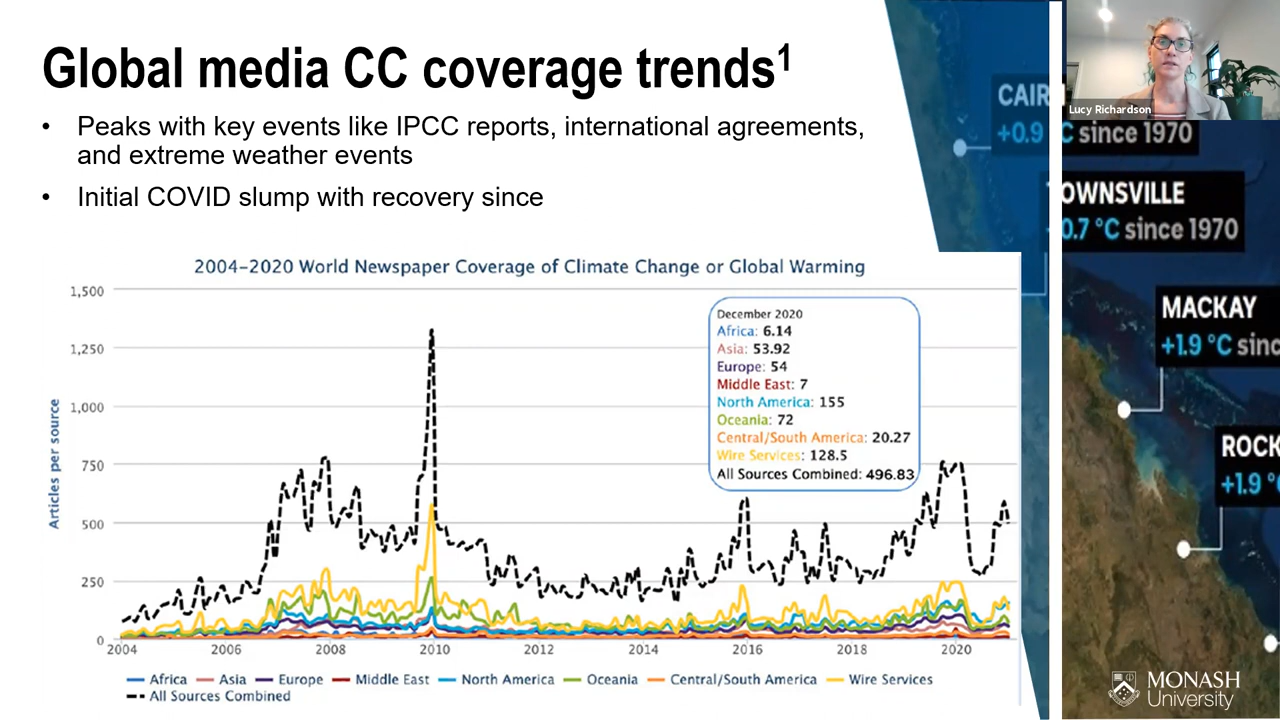 Global media CC coverage trends1
• Peaks with key events like IPCC reports, international agreements,
and extreme weather events
• Initial COVID slump with recovery since
2004–2020 World Newspaper Coverage of Climate Change or Global Warming
Articles per source
1,500
1,250
1,000
750
500
250
0
2004
2006
2008
2010
2012
2014
2016
2018
2020
December 2020
Africa: 6.14
Asia: 53.92
Europe: 54
Middle East: 7
North America: 155
Oceania: 72
Central/South America: 20.27
Wire Services: 128.5
All Sources Combined: 496.83
Africa Asia Europe Middle East North America Oceania Central/South America Wire Services
All Sources Combined
Lucy Richardson
CAIR
+0.9 °C since 1970
TOWNSVILLE
0.7 °C since 1970
MACKAY
+1.9 °C sinc
ROCK
+1.9 °
MONASH
University